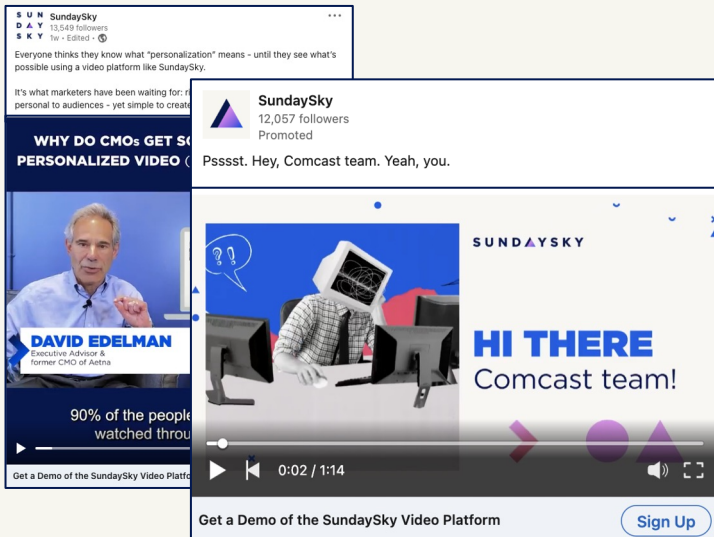 SUN
DAY
SKY
SundaySky
13,549 followers
1w • Edited •
Everyone thinks they know what “personalization” means - until they see what’s
possible using a video platform like SundaySky.
It's what marketers have been waiting for:
personal to audiences - yet simple to create
WHY DO CMOs GET
PERSONALIZED VIDEO (
DAVID EDELMAN
Executive Advisor &
former CMO of Aetna
90% of the people
watched
Get a Demo of the SundaySky Video
SundaySky
12,057 followers
Promoted
Psssst. Hey, Comcast team. Yeah, you.
?!
SUNDAYSKY
HI THERE
Comcast team!
0:02 / 1:14
Get a Demo of the SundaySky Video Platform
Sign Up